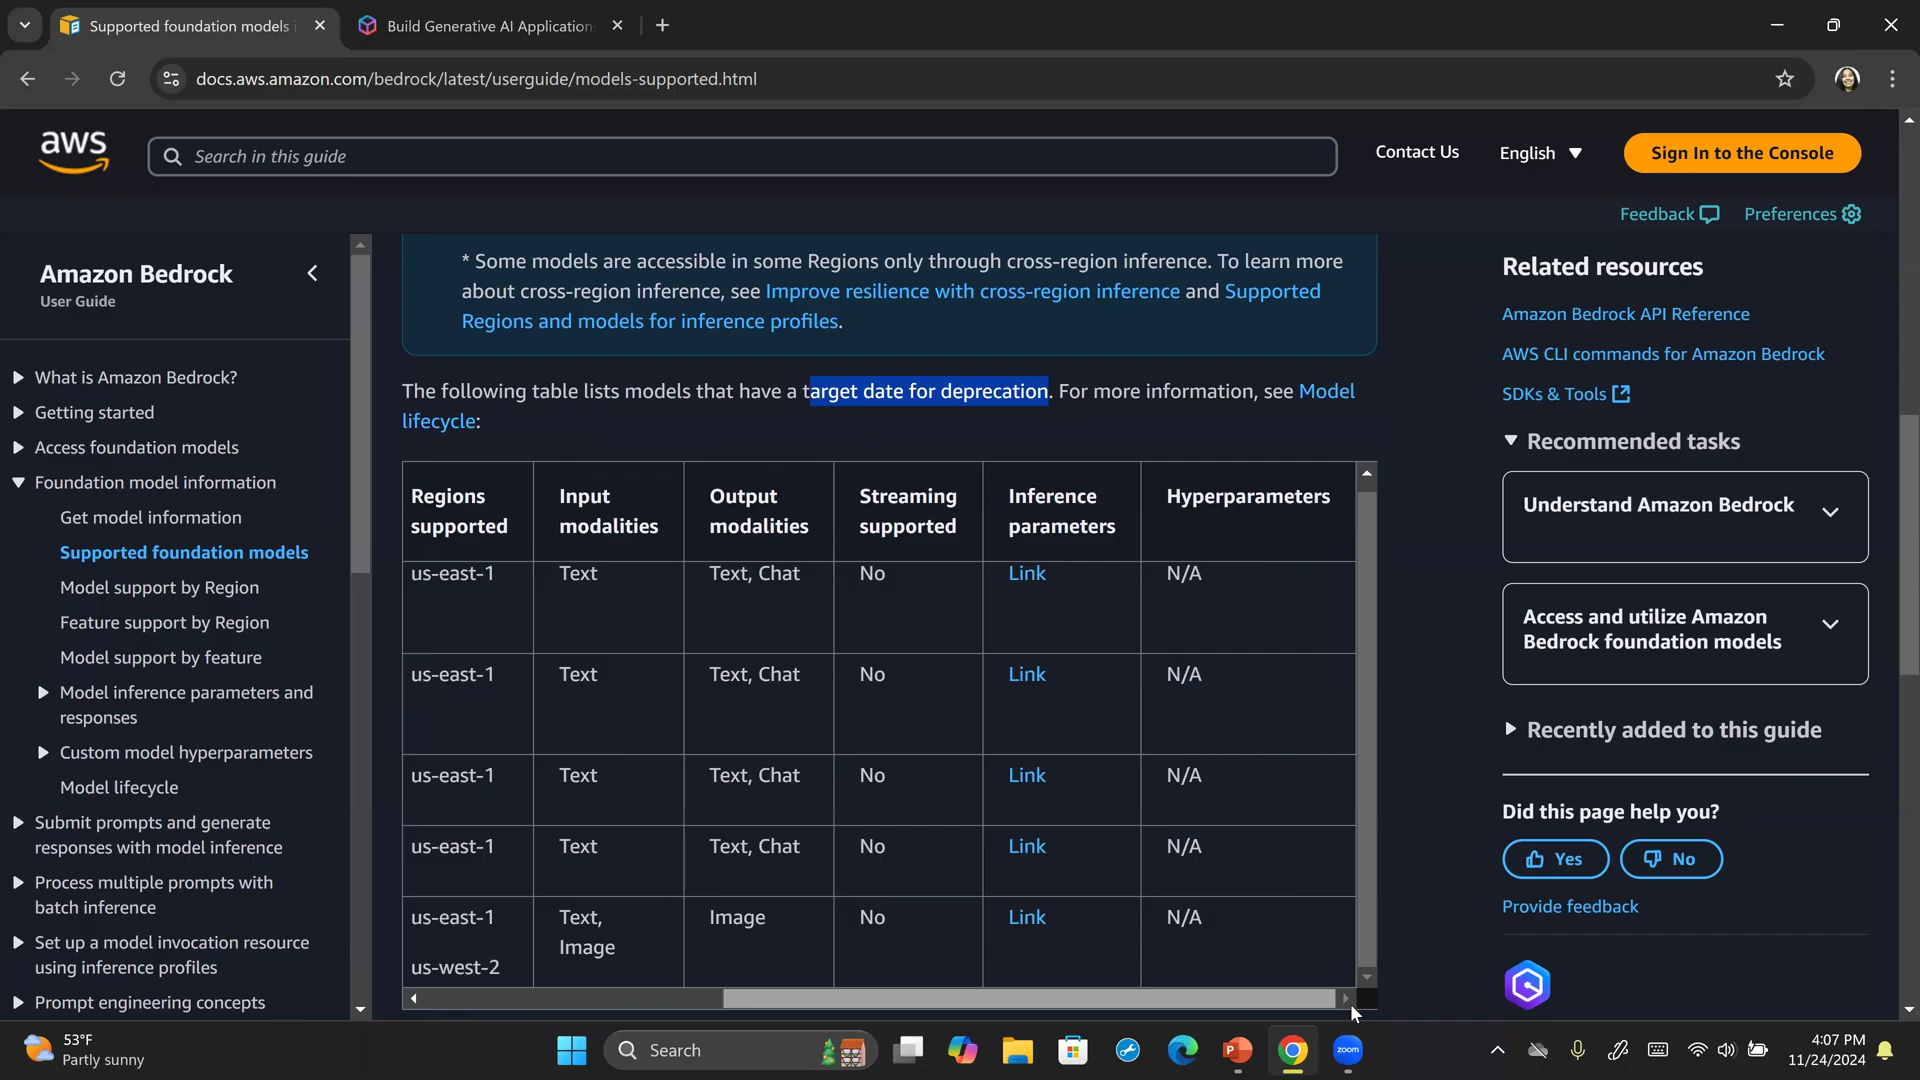 Supported foundation models i
Build Generative AI Applications
docs.aws.amazon.com/bedrock/latest/userguide/models-supported.html
aws
Search in this guide
Contact Us
English
Sign In to the Console
Feedback
Preferences
Amazon Bedrock
User Guide
What is Amazon Bedrock?
Getting started
Access foundation models
Foundation model information
Get model information
Supported foundation models
Model support by Region
Feature support by Region
Model support by feature
Model inference parameters and
responses
Custom model hyperparameters
Model lifecycle
Submit prompts and generate
responses with model inference
Process multiple prompts with
batch inference
Set up a model invocation resource
using inference profiles
Prompt engineering concepts
* Some models are accessible in some Regions only through cross-region inference. To learn more
about cross-region inference, see Improve resilience with cross-region inference and Supported
Regions and models for inference profiles.
The following table lists models that have a target date for deprecation. For more information, see Model
lifecycle:
Regions supported Input modalities Output modalities Streaming supported Inference parameters Hyperparameters
us-east-1 Text Text, Chat No Link N/A
us-east-1 Text Text, Chat No Link N/A
us-east-1 Text Text, Chat No Link N/A
us-east-1 Text Text, Chat No Link N/A
us-east-1 Text, Image No Link N/A
Image
us-west-2
Related resources
Amazon Bedrock API Reference
AWS CLI commands for Amazon Bedrock
SDKs & Tools
Recommended tasks
Understand Amazon Bedrock
Access and utilize Amazon
Bedrock foundation models
Recently added to this guide
Did this page help you?
Yes
No
Provide feedback
53°F
Partly sunny
Search
zoom
4:07 PM
11/24/2024